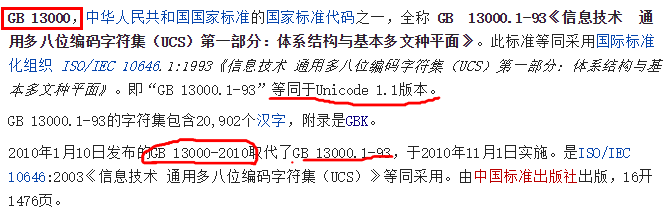 GB 13000，中华人民共和国国家标准的国家标准代码之一，全称 GB 13000.1-93《信息技术 通
用多八位编码字符集（UCS）第一部分：体系结构与基本多文种平面》。此标准等同采用国际标准
化组织 ISO/IEC 10646.1:1993《信息技术 通用多八位编码字符集（UCS）第一部分：体系结构与基
本多文种平面》。即“GB 13000.1-93”等同于Unicode 1.1版本。
GB 13000.1-93的字符集包含20,902个汉字，附录是GBK。
2010年1月10日发布的GB 13000-2010取代了GB 13000.1-93，于2010年11月1日实施。是ISO/IEC
10646:2003《信息技术 通用多八位编码字符集（UCS）》等同采用。由中国标准出版社出版，16开
1476页。